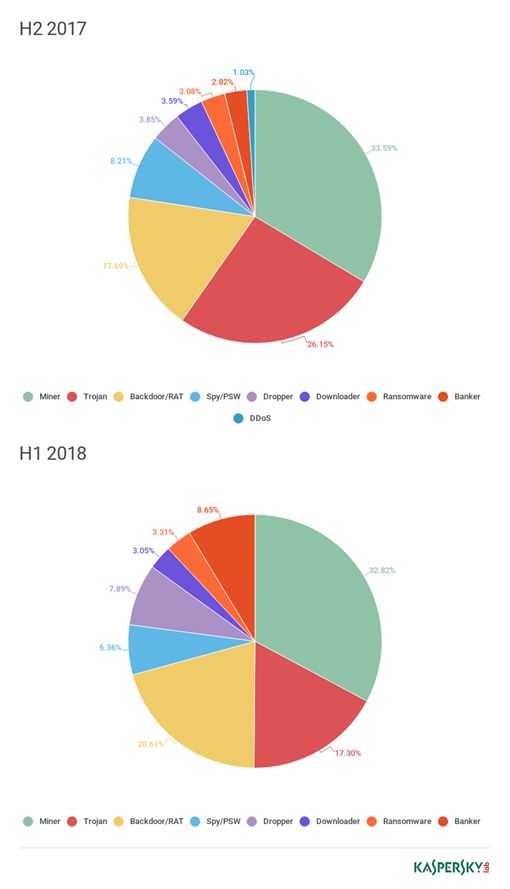 H2 2017
1.03%
2.82%
3.08%
3.59%
3.85%
8.21%
33.59%
17.69%
26.15%
Miner Trojan Backdoor/RAT Spy/PSW Dropper Downloader Ransomware Banker
DDoS
H1 2018
8.65%
3.31%
3.05%
7.89%
32.82%
6.36%
20.61%
17.30%
Miner Trojan Backdoor/RAT Spy/PSW Dropper Downloader Ransomware Banker
KASPERSKY lab